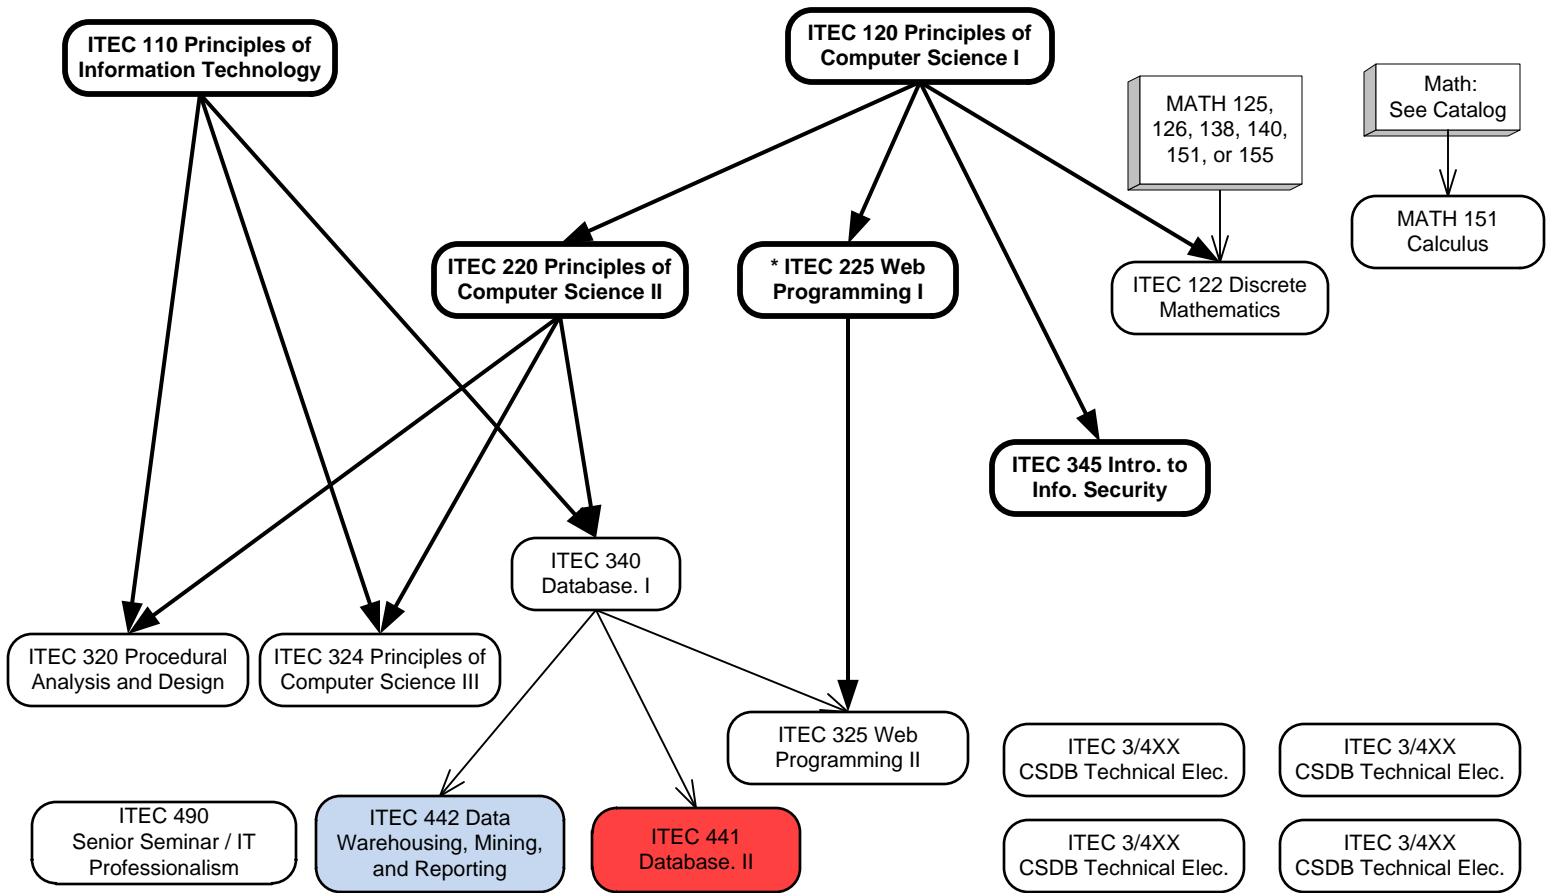 ITEC 110 Principles of
Information Technology
ITEC 120 Principles of
Computer Science I
MATH 125,
126, 138, 140,
151, or 155
Math:
See Catalog
MATH 151
Calculus
ITEC 220 Principles of
Computer Science II
* ITEC 225 Web
Programming I
ITEC 122 Discrete
Mathematics
ITEC 345 Intro. to
Info. Security
ITEC 340
Database. I
ITEC 320 Procedural
Analysis and Design
ITEC 324 Principles of
Computer Science III
ITEC 325 Web
Programming II
ITEC 3/4XX
CSDB Technical Elec.
ITEC 3/4XX
CSDB Technical Elec.
ITEC 490
Senior Seminar / IT
Professionalism
ITEC 442 Data
Warehousing, Mining,
and Reporting
ITEC 441
Database. II
ITEC 3/4XX
CSDB Technical Elec.
ITEC 3/4XX
CSDB Technical Elec.